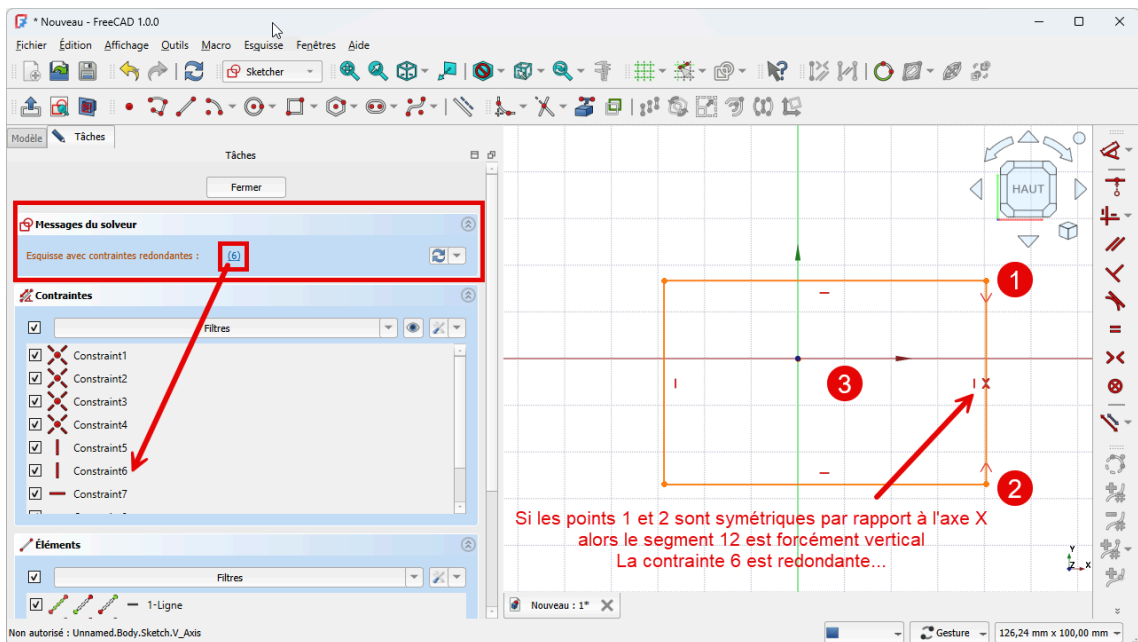 * Nouveau - FreeCAD 1.0.0
Fichier Édition Affichage Outils Macro Esquisse Fenêtres Aide
Sketcher
Modèle Tâches
Tâches
Fermer
Messages du solveur
Esquisse avec contraintes redondantes : (6)
Contraintes
Filtres
Constraint1
Constraint2
Constraint3
Constraint4
Constraint5
Constraint6
Constraint7
Éléments
Filtres
1-Ligne
HAUT
1
3
2
Si les points 1 et 2 sont symétriques par rapport à l'axe X
alors le segment 12 est forcément vertical
La contrainte 6 est redondante...
Y
Z X
Nouveau : 1*
Non autorisé : Unnamed.Body.Sketch.V_Axis
Gesture 126,24 mm x 100,00 mm